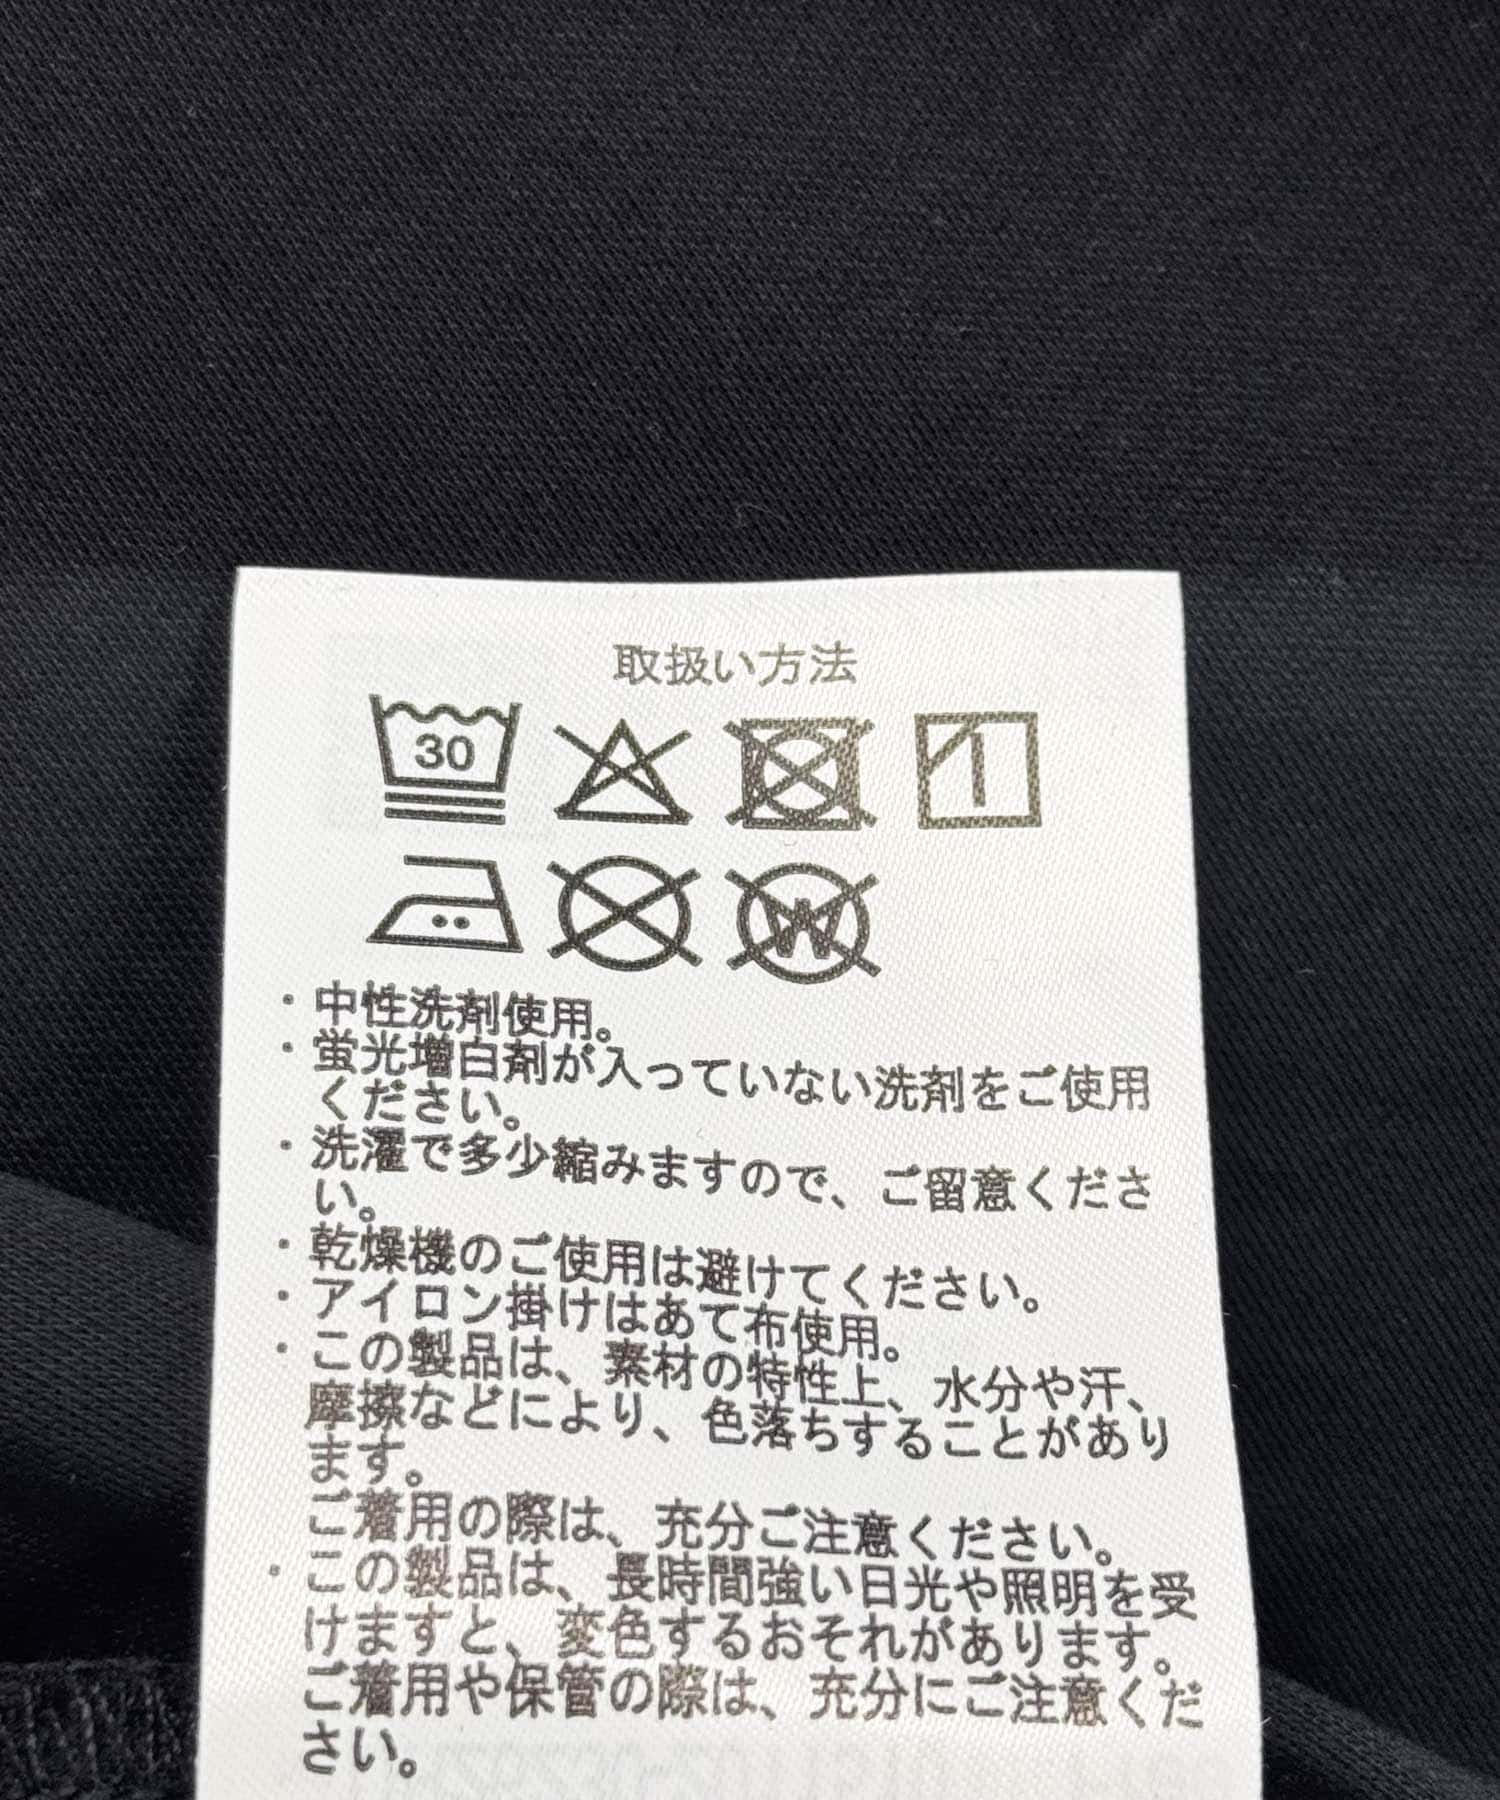 取扱い方法
30
W
・中性洗剤使用。
・蛍光増白剤が入っていない洗剤をご使用
ください。
・洗濯で多少縮みますので、ご留意くださ
い。
・乾燥機のご使用は避けてください。
・アイロン掛けはあて布使用。
・この製品は、素材の特性上、水分や汗、
摩擦などにより、色落ちすることがあり
ます。
ご着用の際は、充分ご注意ください。
・この製品は、長時間強い日光や照明を受
けますと、変色するおそれがあります。
ご着用や保管の際は、充分にご注意くだ
さい。